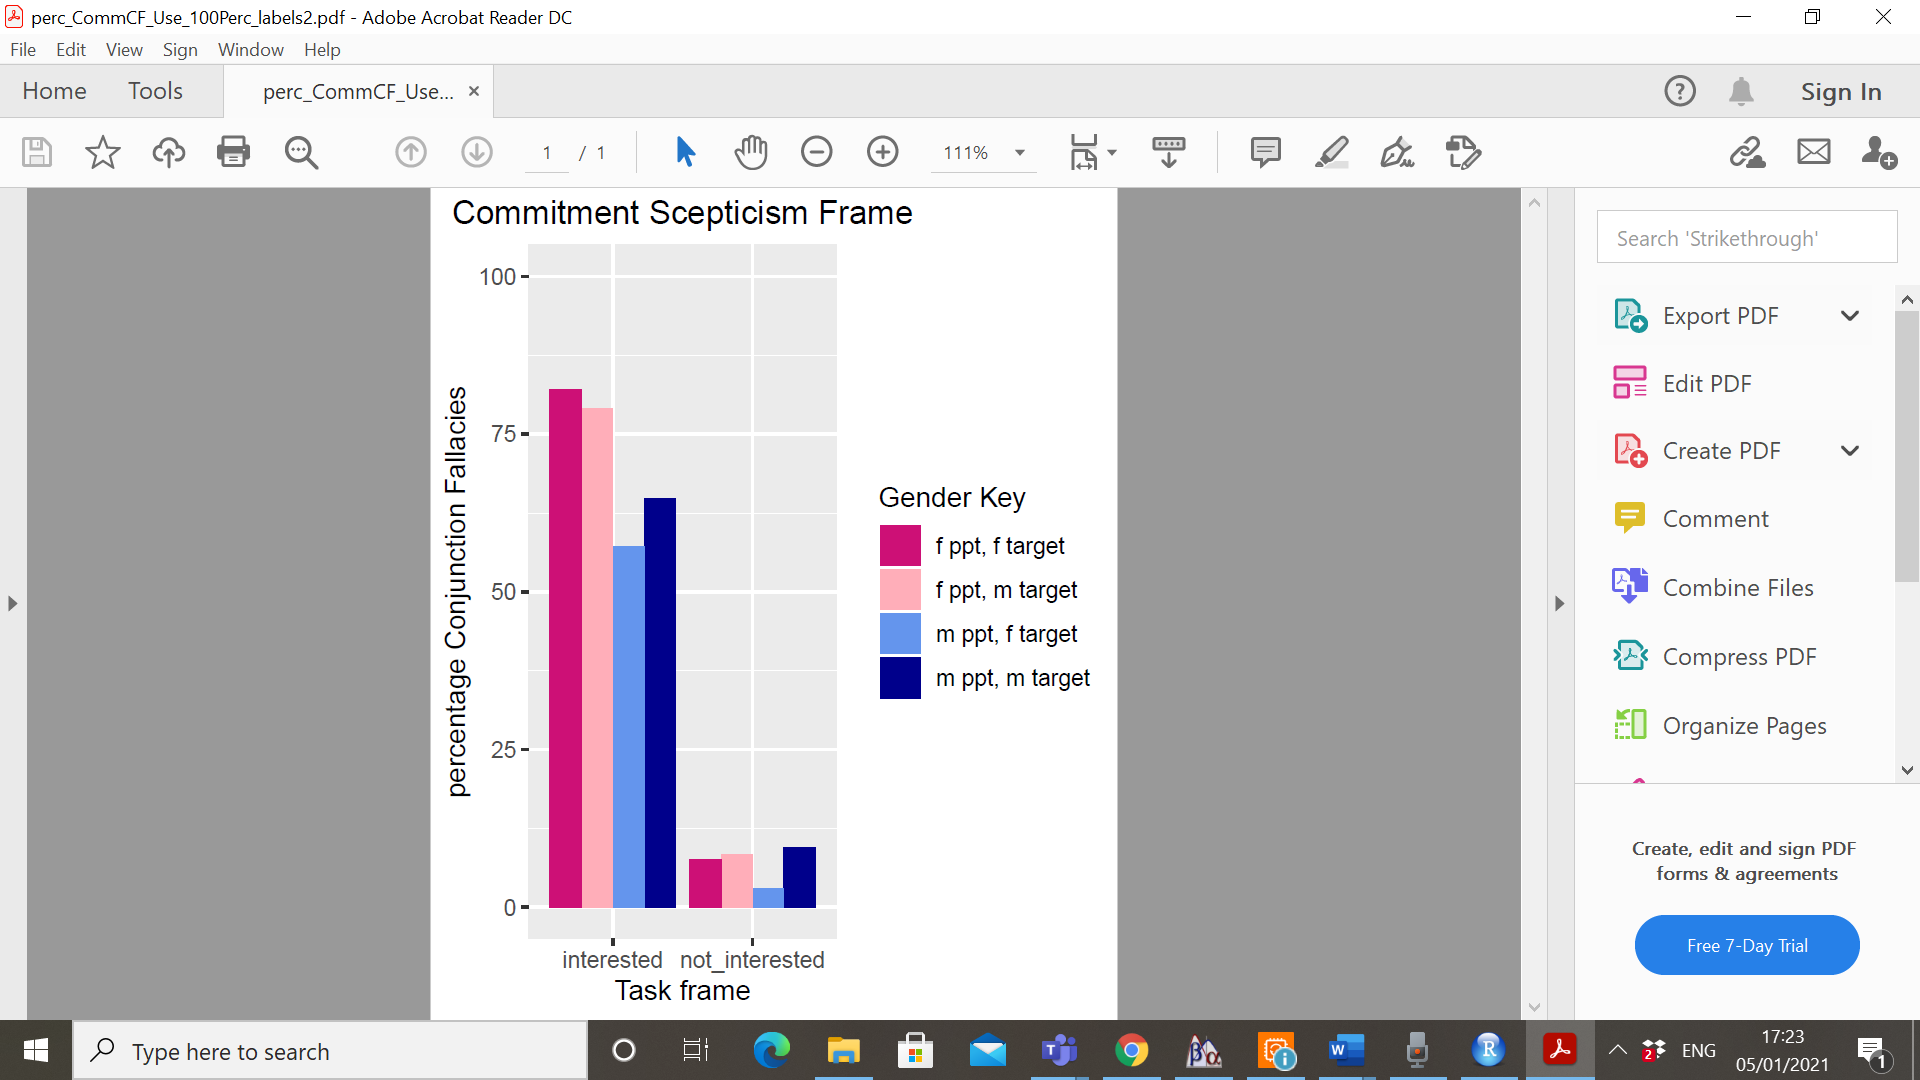 perc_CommCF_Use_100Perc_labels2.pdf - Adobe Acrobat Reader DC
File Edit View Sign Window Help
Home Tools perc_CommCF_Use... × Sign In
1 / 1 111%
Commitment Scepticism Frame
100
75
50
25
0
percentage Conjunction Fallacies
interested not_interested
Task frame
Gender Key
f ppt, f target
f ppt, m target
m ppt, f target
m ppt, m target
Search 'Strikethrough'
Export PDF
Edit PDF
Create PDF
Comment
Combine Files
Compress PDF
Organize Pages
Create, edit and sign PDF
forms & agreements
Free 7-Day Trial
Type here to search
ENG
17:23
05/01/2021
2
1